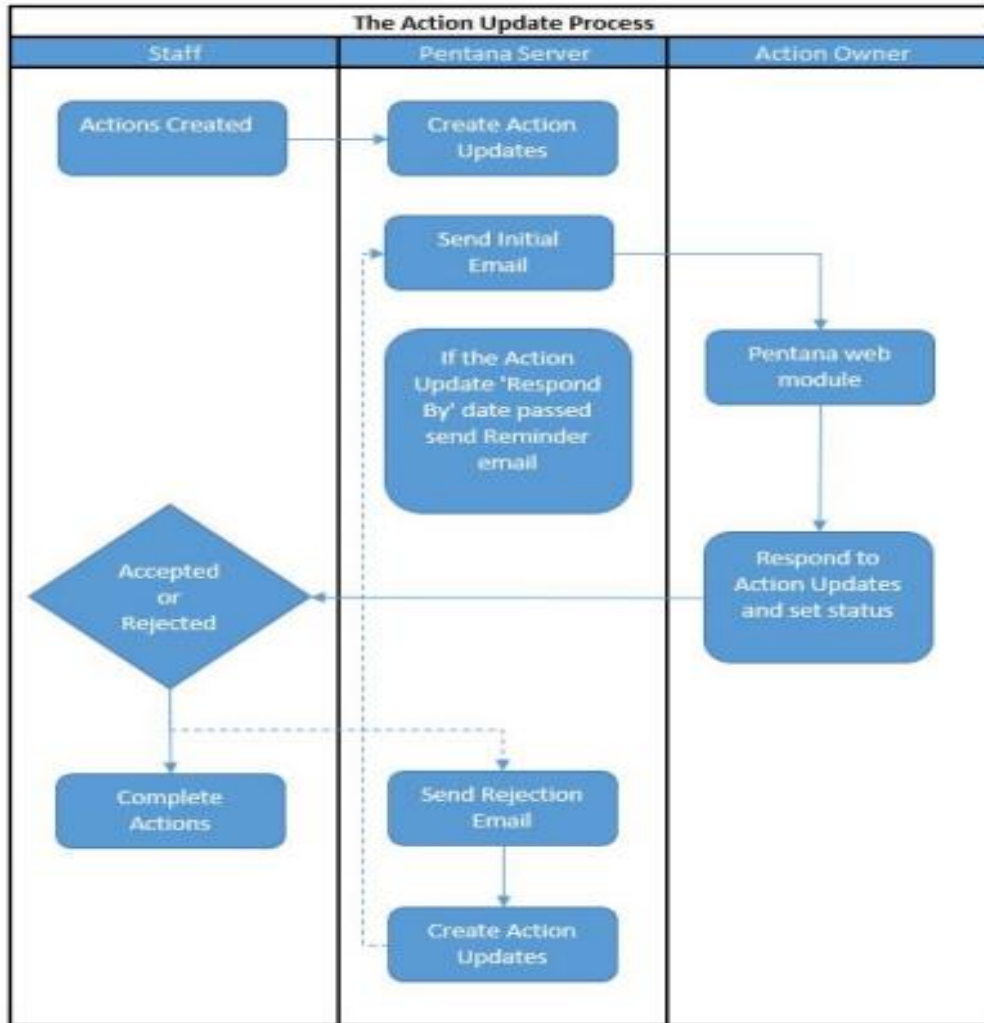 The Action Update Process
Staff
Pentana Server
Action Owner
Actions Created
Create Action
Updates
Send Initial
Email
If the Action
Update 'Respond
By' date passed
send Reminder
email
Pentana web
module
Accepted
or
Rejected
Respond to
Action Updates
and set status
Complete
Actions
Send Rejection
Email
Create Action
Updates